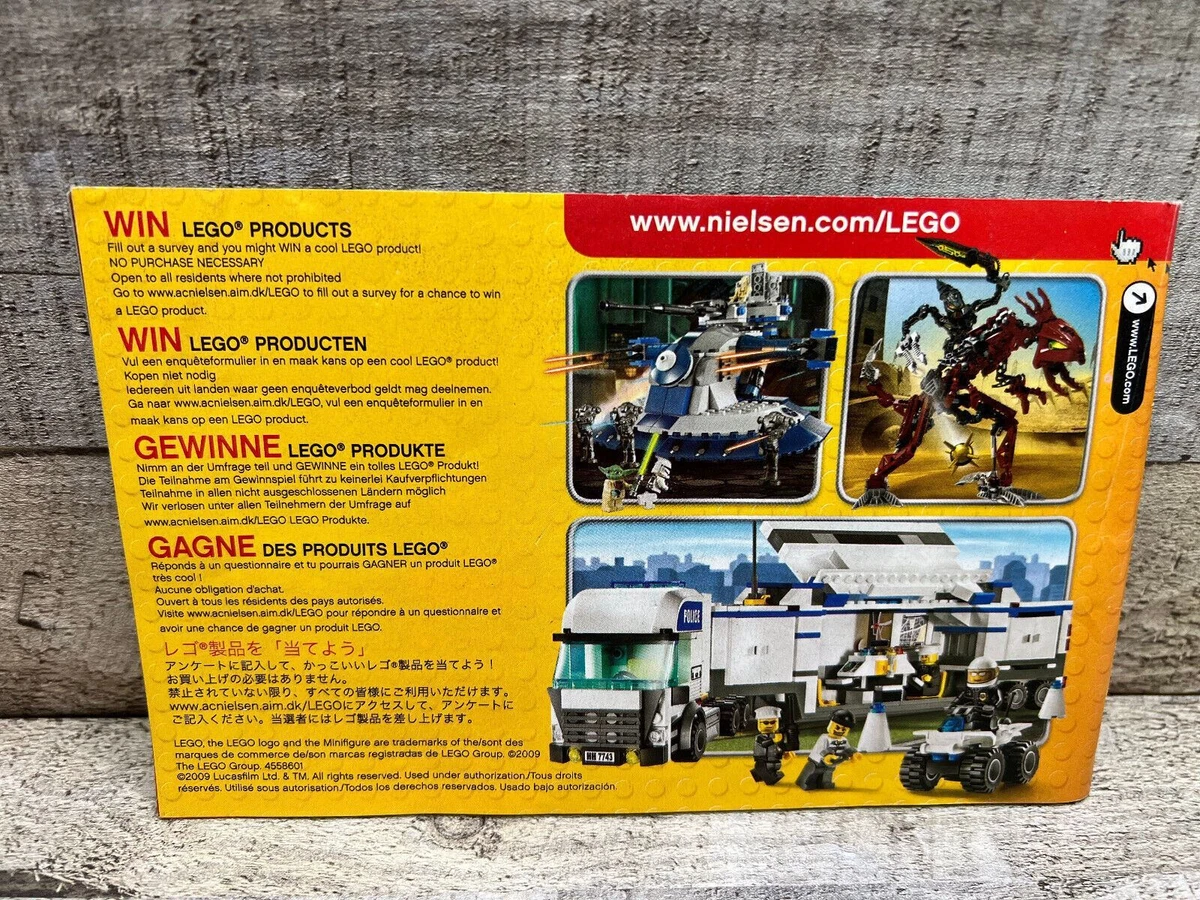 WIN LEGO® PRODUCTS
Fill out a survey and you might WIN a cool LEGO product!
NO PURCHASE NECESSARY
Open to all residents where not prohibited
Go to www.acnielsen.aim.dk/LEGO to fill out a survey for a chance to win
a LEGO product.
WIN LEGO® PRODUCTEN
Vul een enquêteformulier in en maak kans op een cool LEGO® product!
Kopen niet nodig
Iedereen uit landen waar geen enquêteverbod geldt mag deelnemen.
Ga naar www.acnielsen.aim.dk/LEGO, vul een enquêteformulier in en
maak kans op een LEGO product.
GEWINNE LEGO® PRODUKTE
Nimm an der Umfrage teil und GEWINNE ein tolles LEGO® Produkt!
Die Teilnahme am Gewinnspiel führt zu keinerlei Kaufverpflichtungen
Teilnahme in allen nicht ausgeschlossenen Ländern möglich
Wir verlosen unter allen Teilnehmern der Umfrage auf
www.acnielsen.aim.dk/LEGO LEGO Produkte.
GAGNE DES PRODUITS LEGO®
Réponds à un questionnaire et tu pourrais GAGNER un produit LEGO®
très cool !
Aucune obligation d'achat.
Ouvert à tous les résidents des pays autorisés.
Visite www.acnielsen.aim.dk/LEGO pour répondre à un questionnaire et
avoir une chance de gagner un produit LEGO.
レゴ®製品を「当てよう」
アンケートに記入して、かっこいいレゴ®製品を当てよう！
お買い上げの必要はありません。
禁止されていない限り、すべての皆様にご利用いただけます。
www.acnielsen.aim.dk/LEGOにアクセスして、アンケートに
ご記入ください。当選者にはレゴ製品を差し上げます。
LEGO, the LEGO logo and the Minifigure are trademarks of the/sont des
marques de commerce de/son marcas registradas de LEGO Group. ©2009
The LEGO Group. 4558601
©2009 Lucasfilm Ltd. & TM. All rights reserved. Used under authorization./Tous droits
réservés. Utilisé sous autorisation./Todos los derechos reservados. Usado bajo autorización.
www.nielsen.com/LEGO
www.LEGO.com
POLICE
HH 7743